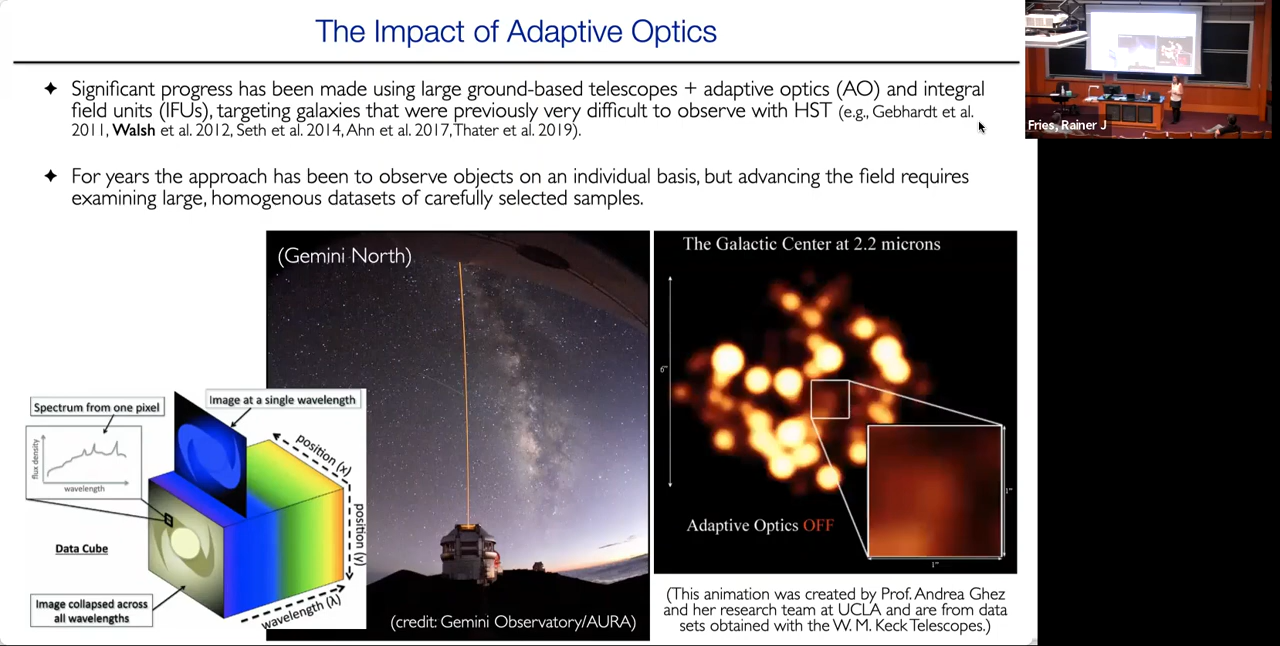 The Impact of Adaptive Optics
✦ Significant progress has been made using large ground-based telescopes + adaptive optics (AO) and integral
field units (IFUs), targeting galaxies that were previously very difficult to observe with HST (e.g., Gebhardt et al.
2011, Walsh et al. 2012, Seth et al. 2014, Ahn et al. 2017, Thater et al. 2019).
✦ For years the approach has been to observe objects on an individual basis, but advancing the field requires
examining large, homogenous datasets of carefully selected samples.
Fries, Rainer J
Spectrum from one pixel
Image at a single wavelength
flux density
wavelength
position (x)
position (y)
wavelength (λ)
Data Cube
Image collapsed across
all wavelengths
(Gemini North)
(credit: Gemini Observatory/AURA)
The Galactic Center at 2.2 microns
6"
Adaptive Optics OFF
1"
1"
(This animation was created by Prof. Andrea Ghez
and her research team at UCLA and are from data
sets obtained with the W. M. Keck Telescopes.)